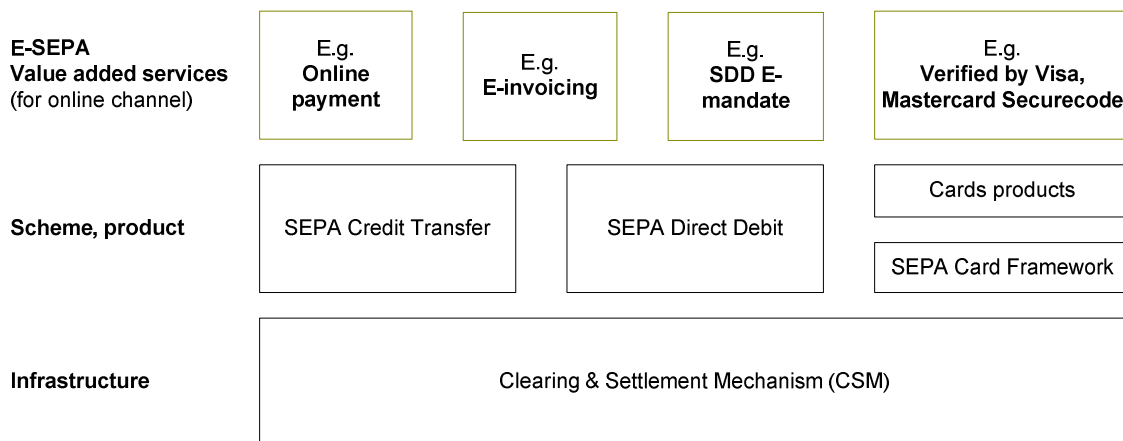 E-SEPA
Value added services
(for online channel)
E.g.
Online
payment
E.g.
E-invoicing
E.g.
SDD E-
mandate
E.g.
Verified by Visa,
Mastercard Securecode
Scheme, product
SEPA Credit Transfer
SEPA Direct Debit
Cards products
SEPA Card Framework
Infrastructure
Clearing & Settlement Mechanism (CSM)